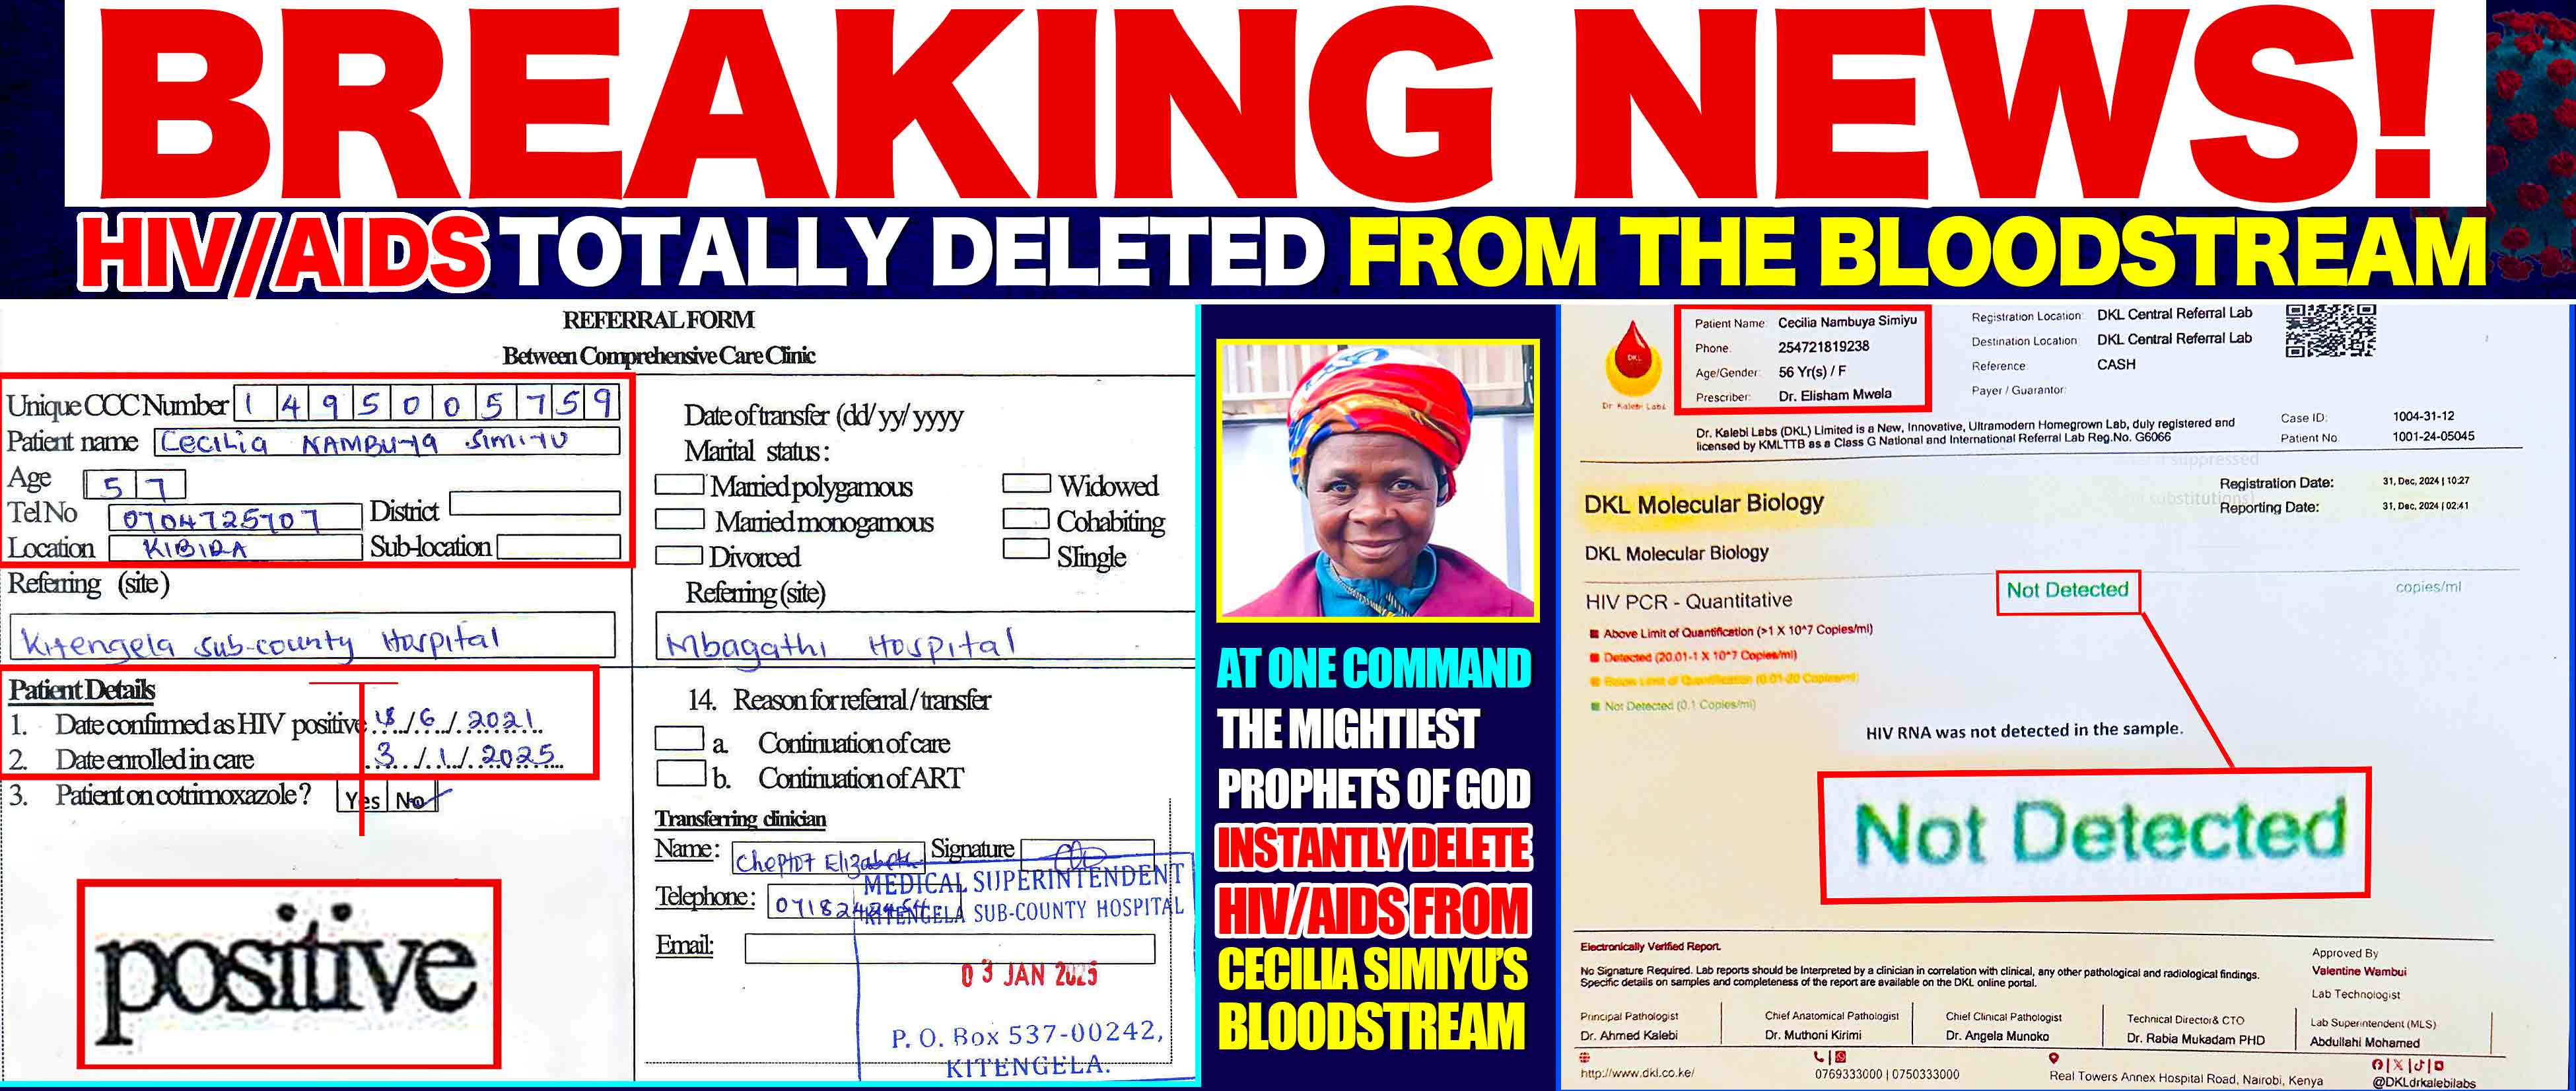 BREAKING NEWS!
HIV/AIDS TOTALLY DELETED FROM THE BLOODSTREAM
REFERRAL FORM
Between Comprehensive Care Clinic
Unique CCC Number 1 4 9 5 0 0 5 7 5 9
Patient name Cecilia NAMBUYA SIMIYU
Age 5 7
Tel No 0704725707 District
Location KIBIRA Sub-location
Referring (site)
Kitengela Sub-county Hospital
Patient Details
1. Date confirmed as HIV positive 18/6/2021
2. Date enrolled in care 3/1/2025
3. Patient on cotrimoxazole? Yes No
positive
Date of transfer (dd/yy/yyyy
Marital status:
Married polygamous Widowed
Married monogamous Cohabiting
Divorced SIingle
Referring (site)
Mbagathi Hospital
14. Reason for referral/transfer
a. Continuation of care
b. Continuation of ART
Transferring clinician
Name: Elizabeth Signature
Telephone:
Email:
MEDICAL SUPERINTENDENT
KITENGELA SUB-COUNTY HOSPITAL
03 JAN 2025
P. O. Box 537-00242,
KITENGELA.
AT ONE COMMAND
THE MIGHTIEST
PROPHETS OF GOD
INSTANTLY DELETE
HIV/AIDS FROM
CECILIA SIMIYU'S
BLOODSTREAM
DKL
Dr. Kalebi Labs
Patient Name: Cecilia Nambuya Simiyu
Phone: 254721819238
Age/Gender: 56 Yr(s) / F
Prescriber: Dr. Elisham Mwala
Registration Location: DKL Central Referral Lab
Destination Location DKL Central Referral Lab
Reference: CASH
Payer / Guarantor:
Dr. Kalebi Labs (DKL) Limited is a New, Innovative, Ultramodern Homegrown Lab, duly registered and
licensed by KMLTTB as a Class G National and International Referral Lab Reg.No. G6066
Case ID: 1004-31-12
Patient No. 1001-24-05045
suppressed
substitutions)
Registration Date: 31, Dec, 2024 | 10:27
Reporting Date: 31, Dec, 2024 | 02:41
DKL Molecular Biology
DKL Molecular Biology
HIV PCR - Quantitative Not Detected copies/ml
Above Limit of Quantification (>1 X 10^7 Copies/ml)
Detected (20.01-1 X 10^7 Copies/ml)
Below Limit of Quantification (0.01-20 Copies/ml)
Not Detected (0.1 Copies/ml)
HIV RNA was not detected in the sample.
Not Detected
Electronically Verified Report.
No Signature Required. Lab reports should be Interpreted by a clinician in correlation with clinical, any other pathological and radiological findings.
Specific details on samples and completeness of the report are available on the DKL online portal.
Approved By
Valentine Wambui
Lab Technologist
Principal Pathologist
Dr. Ahmed Kalebi
Chief Anatomical Pathologist
Dr. Muthoni Kirimi
Chief Clinical Pathologist
Dr. Angela Munoko
Technical Director& CTO
Dr. Rabia Mukadam PHD
Lab Superintendent (MLS)
Abdullahi Mohamed
http://www.dkl.co.ke/
0769333000 | 0750333000
Real Towers Annex Hospital Road, Nairobi, Kenya
@DKLdrkalebilabs